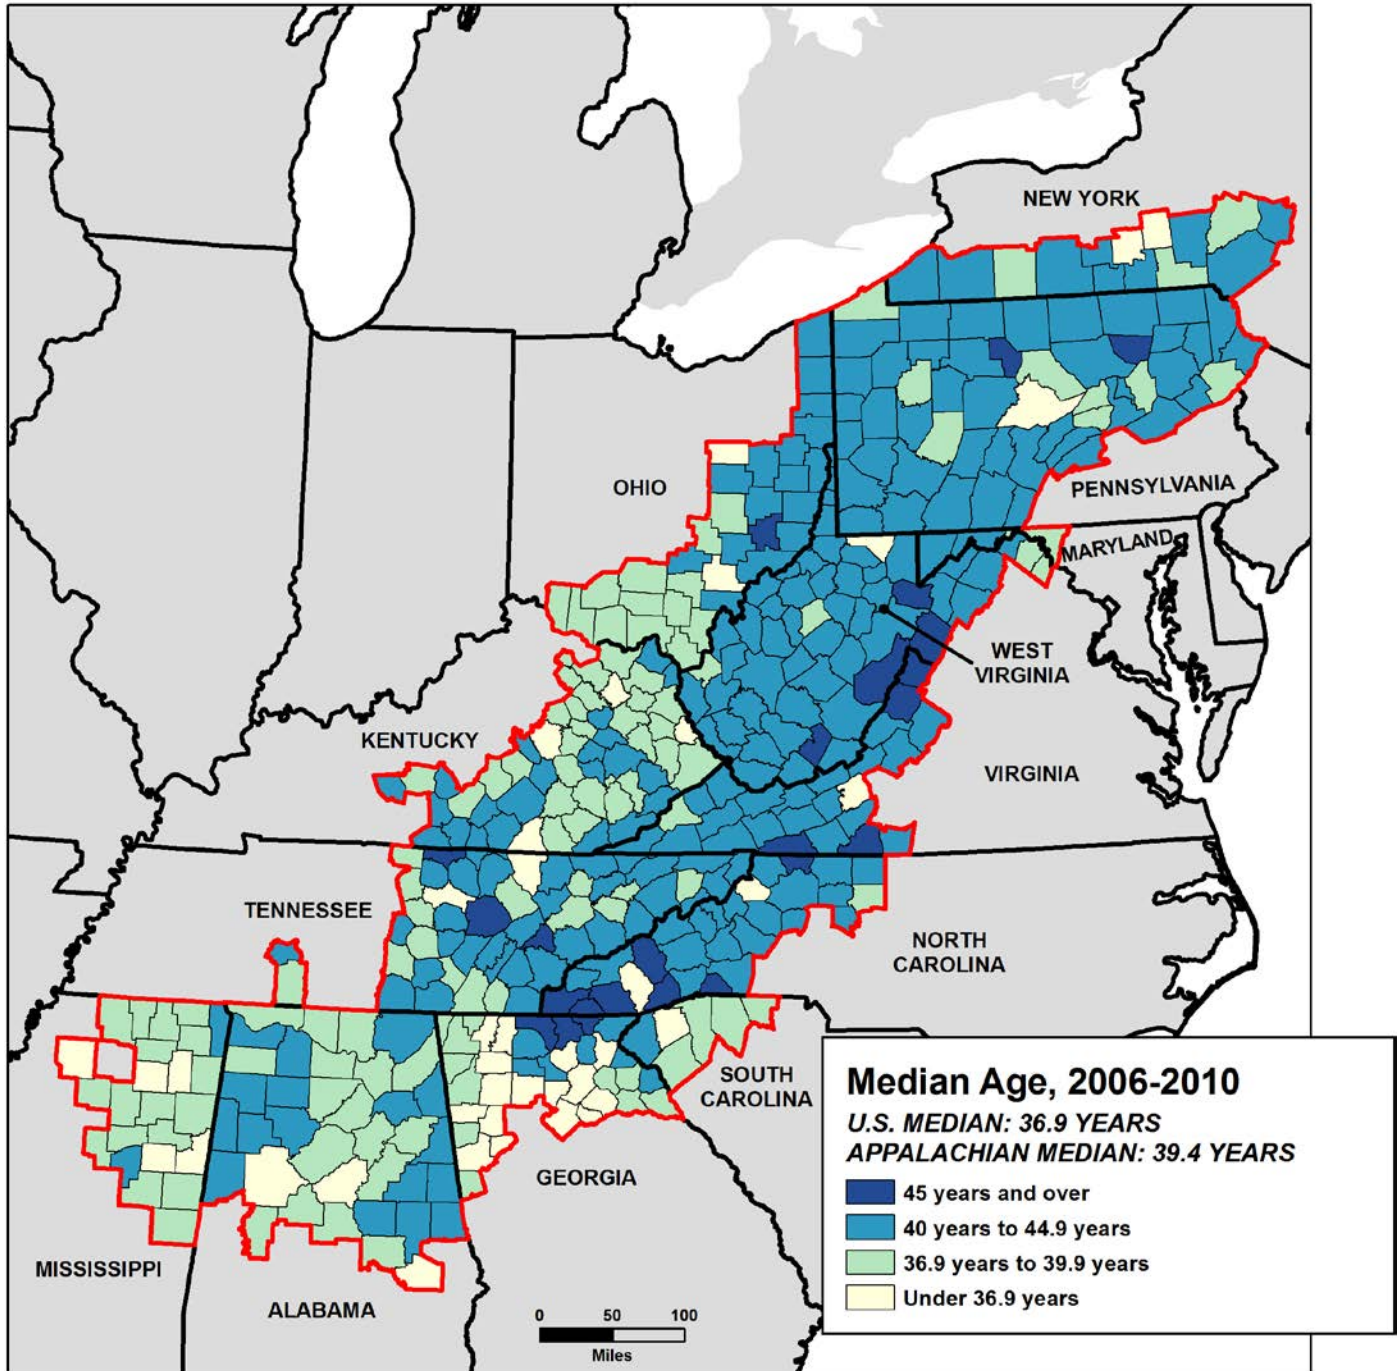 NEW YORK
PENNSYLVANIA
OHIO
MARYLAND
WEST
VIRGINIA
KENTUCKY
VIRGINIA
TENNESSEE
NORTH
CAROLINA
SOUTH
CAROLINA
GEORGIA
MISSISSIPPI
ALABAMA
0 50 100
Miles
Median Age, 2006-2010
U.S. MEDIAN: 36.9 YEARS
APPALACHIAN MEDIAN: 39.4 YEARS
45 years and over
40 years to 44.9 years
36.9 years to 39.9 years
Under 36.9 years